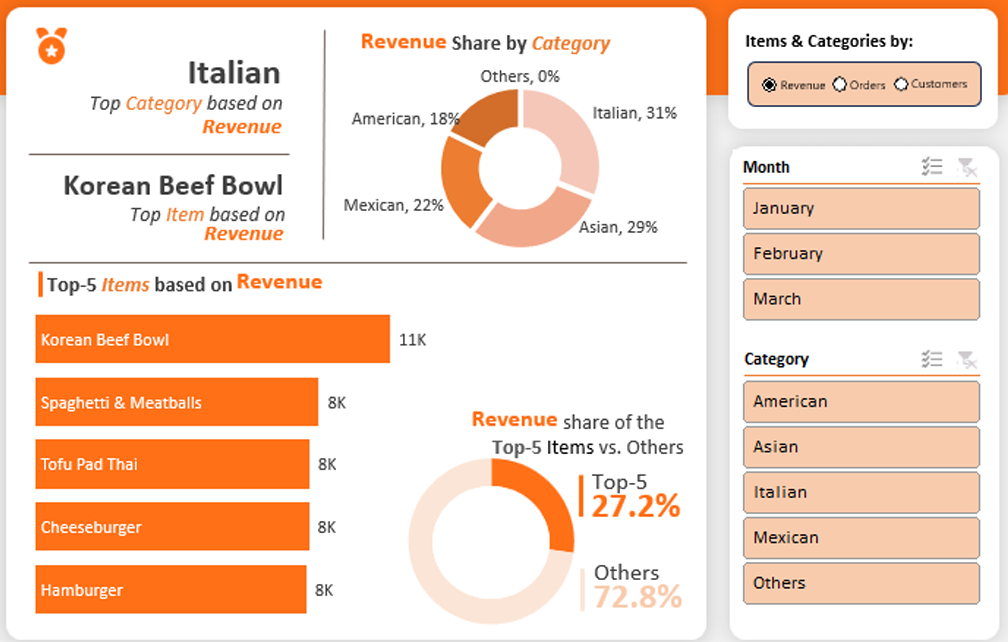 Italian
Top Category based on
Revenue
Korean Beef Bowl
Top Item based on
Revenue
Revenue Share by Category
Others, 0%
Italian, 31%
American, 18%
Mexican, 22%
Asian, 29%
Top-5 Items based on Revenue
Korean Beef Bowl 11K
Spaghetti & Meatballs 8K
Tofu Pad Thai 8K
Cheeseburger 8K
Hamburger 8K
Revenue share of the
Top-5 Items vs. Others
Top-5
27.2%
Others
72.8%
Items & Categories by:
Revenue Orders Customers
Month
January
February
March
Category
American
Asian
Italian
Mexican
Others